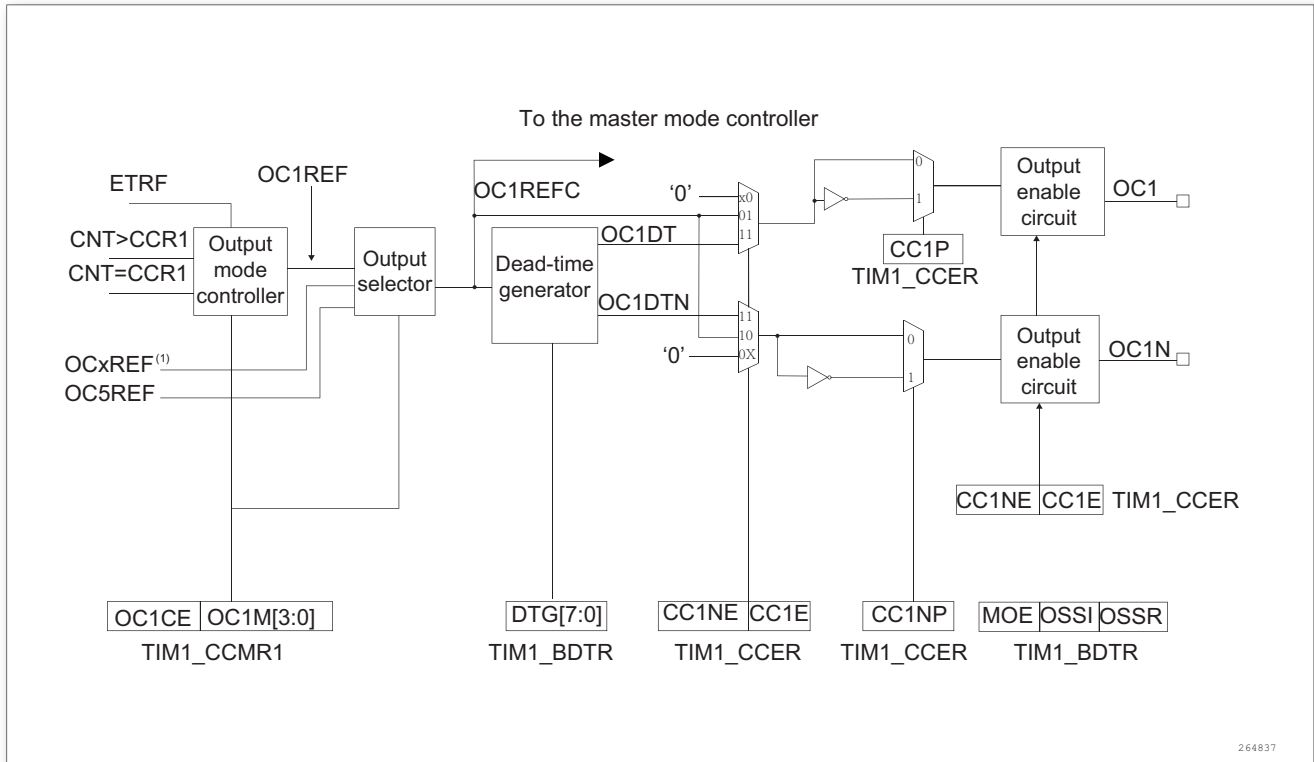 To the master mode controller
ETRF
OC1REF
OC1REFC
CNT>CCR1
CNT=CCR1
Output mode controller
Output selector
Dead-time generator
OC1DT
OC1DTN
OCxREF(1)
OC5REF
'0'
x0
01
11
11
10
0X
'0'
0
1
CC1P
TIM1_CCER
0
1
Output enable circuit
OC1
Output enable circuit
OC1N
CC1NE CC1E TIM1_CCER
OC1CE OC1M[3:0]
TIM1_CCMR1
DTG[7:0]
TIM1_BDTR
CC1NE CC1E
TIM1_CCER
CC1NP
TIM1_CCER
MOE OSSI OSSR
TIM1_BDTR
264837